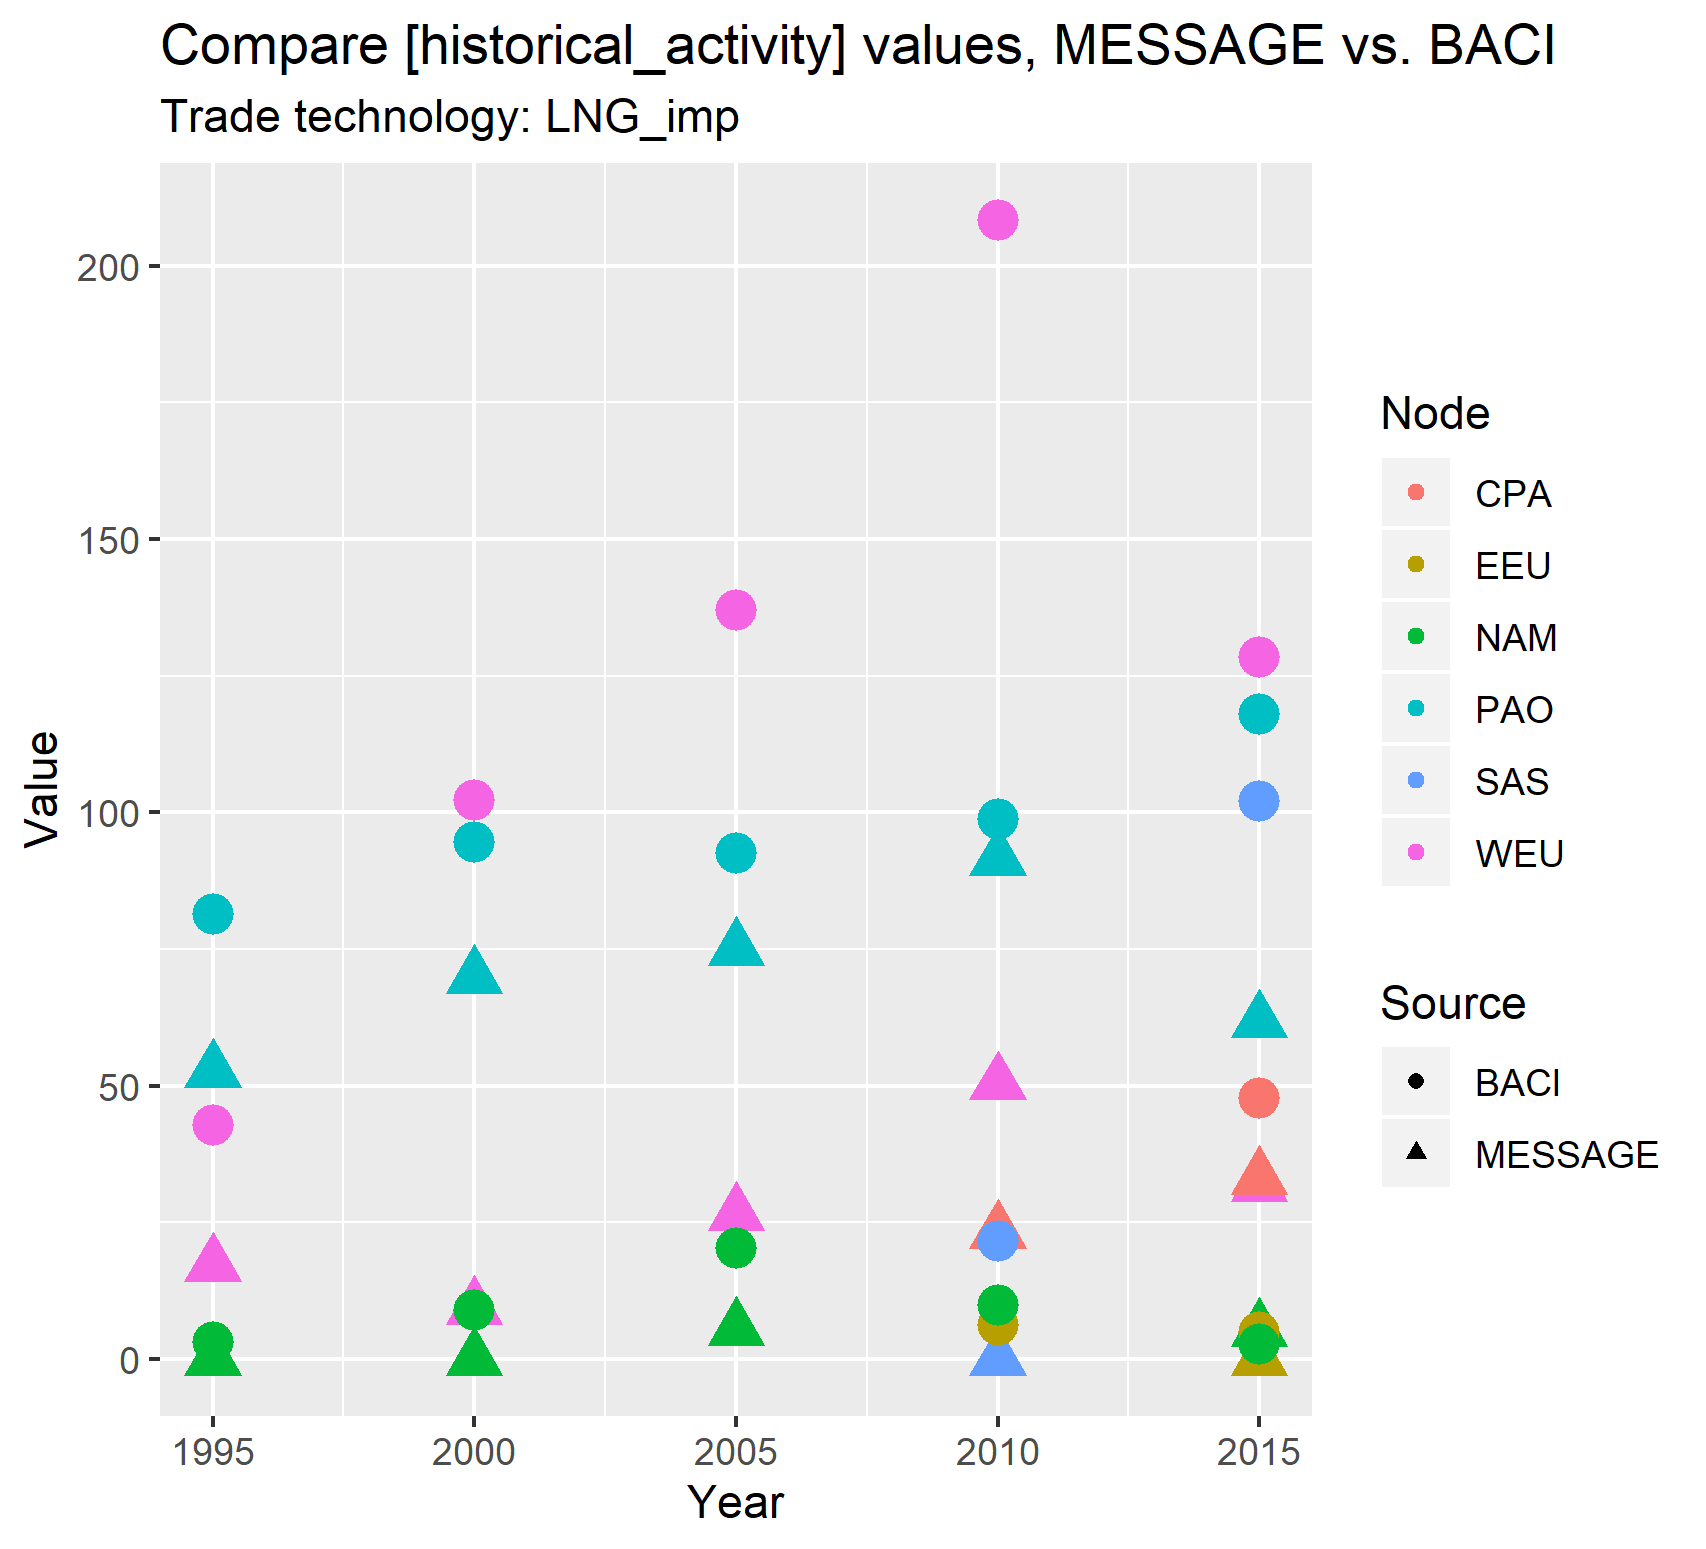 Compare [historical_activity] values, MESSAGE vs. BACI
Trade technology: LNG_imp
Value
200
150
100
50
0
1995 2000 2005 2010 2015
Year
Node
CPA
EEU
NAM
PAO
SAS
WEU
Source
BACI
MESSAGE